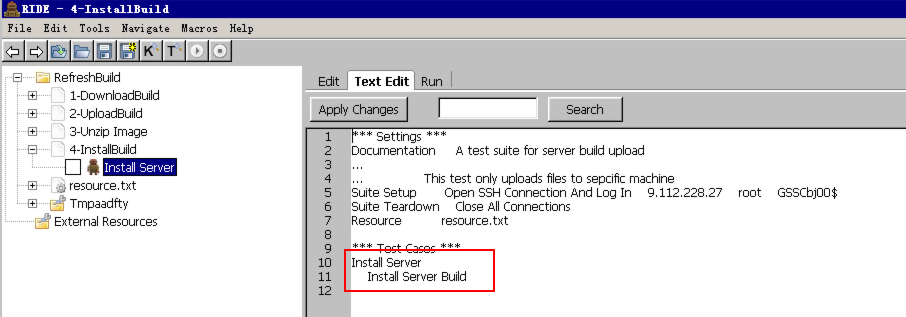 RIDE - 4-InstallBuild
File Edit Tools Navigate Macros Help
K T
RefreshBuild
1-DownloadBuild
2-UploadBuild
3-Unzip Image
4-InstallBuild
Install Server
resource.txt
Tmpaadfty
External Resources
Edit Text Edit Run
Apply Changes Search
1 *** Settings ***
2 Documentation A test suite for server build upload
3 ...
4 ... This test only uploads files to sepcific machine
5 Suite Setup Open SSH Connection And Log In 9.112.228.27 root GSSCbj00$
6 Suite Teardown Close All Connections
7 Resource resource.txt
8
9 *** Test Cases ***
10 Install Server
11 Install Server Build
12